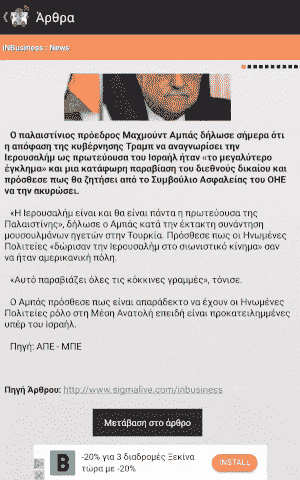 Άρθρα
INBusiness : News
Ο παλαιστίνιος πρόεδρος Μαχμούντ Αμπάς δήλωσε σήμερα ότι
η απόφαση της κυβέρνησης Τραμπ να αναγνωρίσει την
Ιερουσαλήμ ως πρωτεύουσα του Ισραήλ ήταν «το μεγαλύτερο
έγκλημα» και μια κατάφωρη παραβίαση του διεθνούς δικαίου και
πρόσθεσε πως θα ζητήσει από το Συμβούλιο Ασφαλείας του ΟΗΕ
να την ακυρώσει.
«Η Ιερουσαλήμ είναι και θα είναι πάντα η πρωτεύουσα της
Παλαιστίνης», δήλωσε ο Αμπάς κατά την έκτακτη συνάντηση
μουσουλμάνων ηγετών στην Τουρκία. Πρόσθεσε πως οι Ηνωμένες
Πολιτείες «δώρισαν την Ιερουσαλήμ στο σιωνιστικό κίνημα» σαν
να ήταν αμερικανική πόλη.
«Αυτό παραβιάζει όλες τις κόκκινες γραμμές», τόνισε.
Ο Αμπάς πρόσθεσε πως είναι απαράδεκτο να έχουν οι Ηνωμένες
Πολιτείες ρόλο στη Μέση Ανατολή επειδή είναι προκατειλημμένες
υπέρ του Ισραήλ.
Πηγή: ΑΠΕ - ΜΠΕ
Πηγή Άρθρου: http://www.sigmalive.com/inbusiness
Μετάβαση στο άρθρο
B
-20% για 3 διαδρομές Ξεκίνα
τώρα με -20%
INSTALL